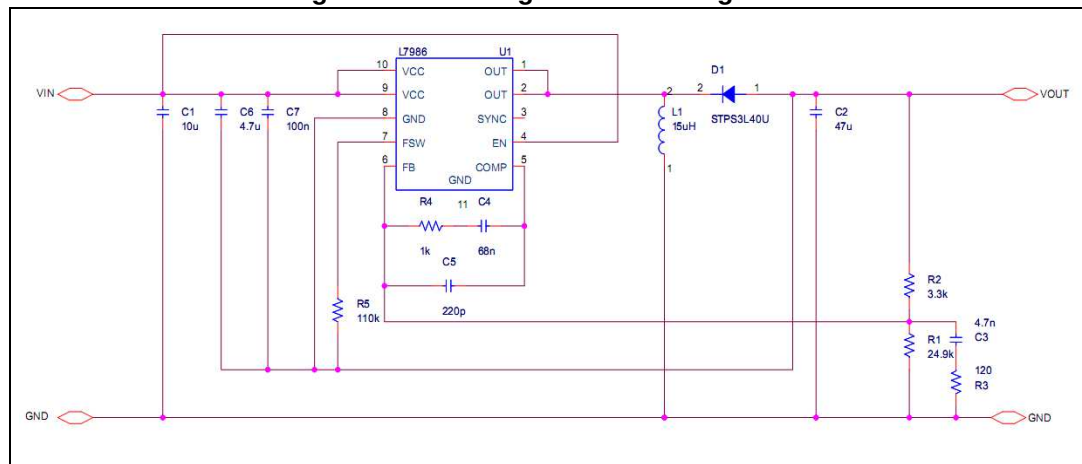 L7986 U1
10 VCC OUT 1
9 VCC OUT 2
8 GND SYNC 3
7 FSW EN 4
6 FB COMP 5
GND
11
VIN
C1
10u
C6
4.7u
C7
100n
D1
2 1
STPS3L40U
2
L1
15uH
1
C2
47u
VOUT
R4
1k
C4
68n
C5
220p
R5
110k
R2
3.3k
R1
24.9k
4.7n
C3
120
R3
GND
GND